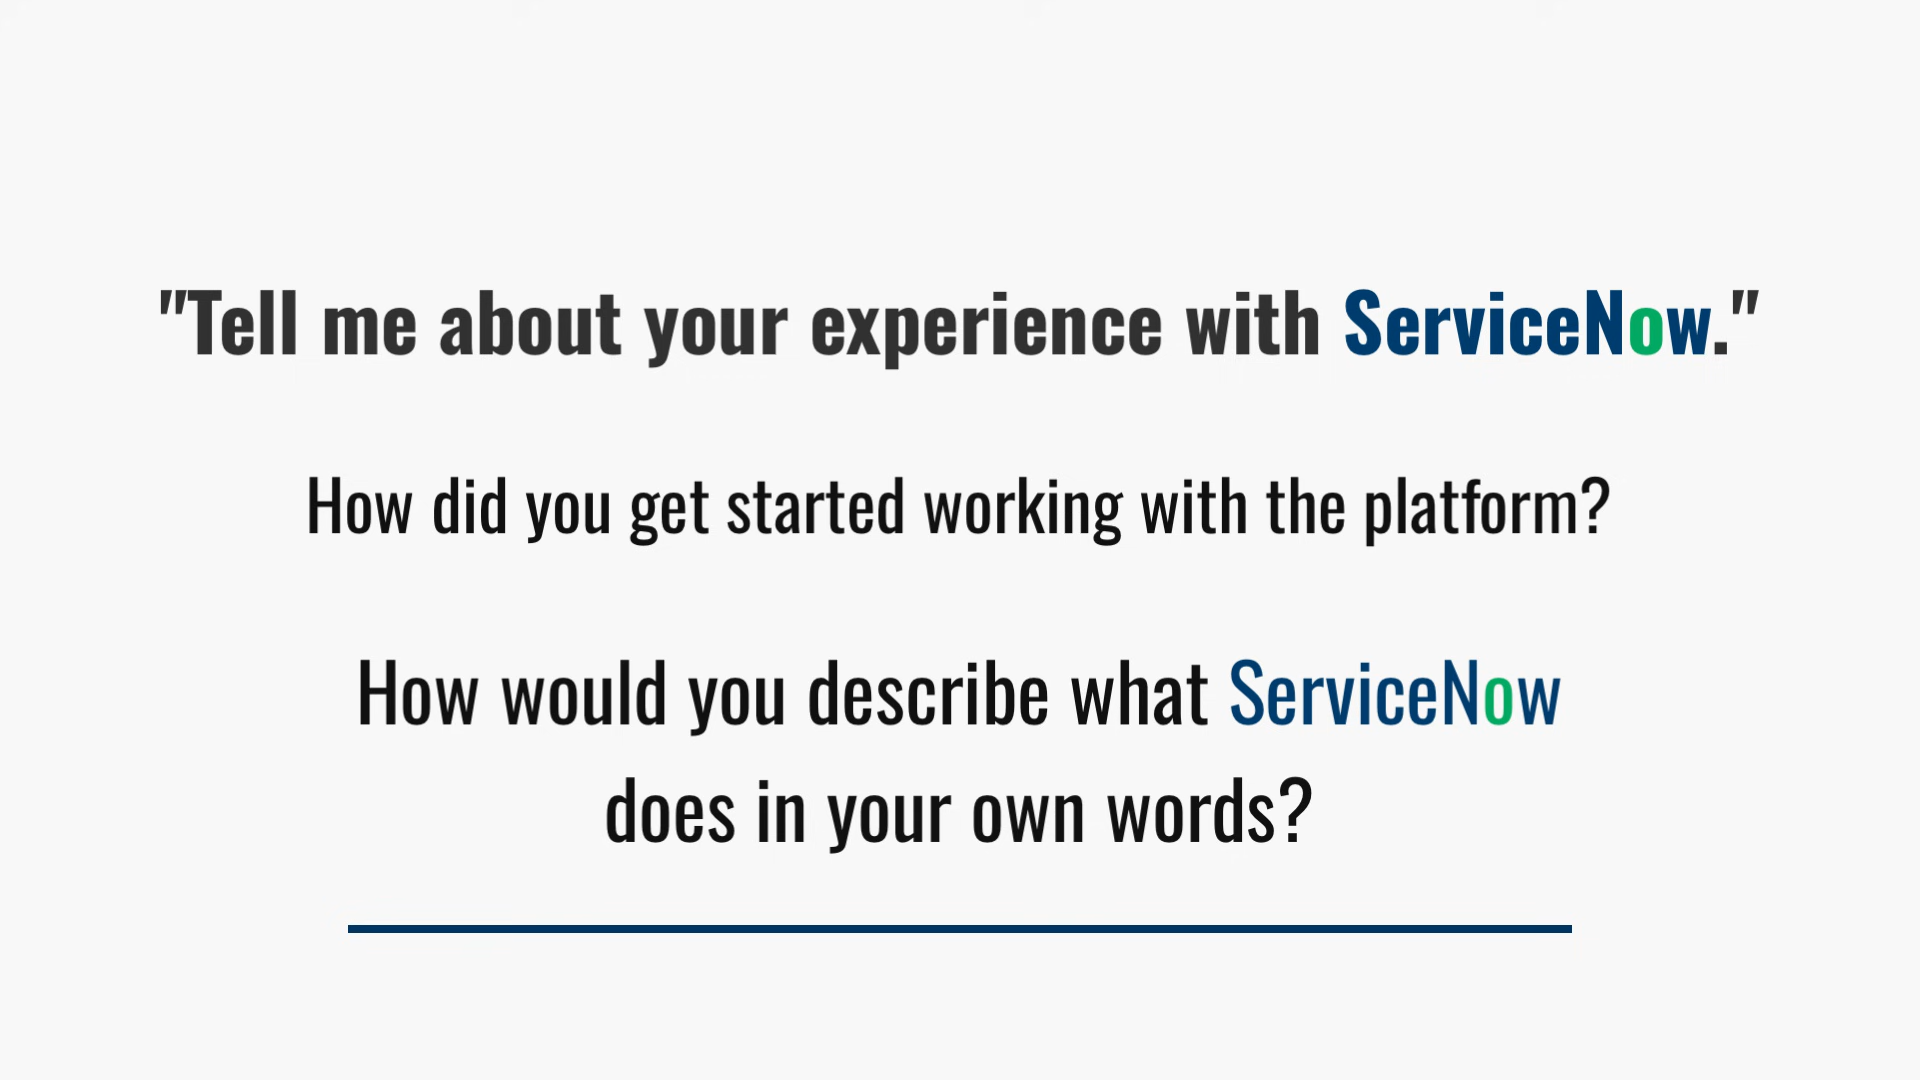 "Tell me about your experience with ServiceNow."
How did you get started working with the platform?
How would you describe what ServiceNow
does in your own words?